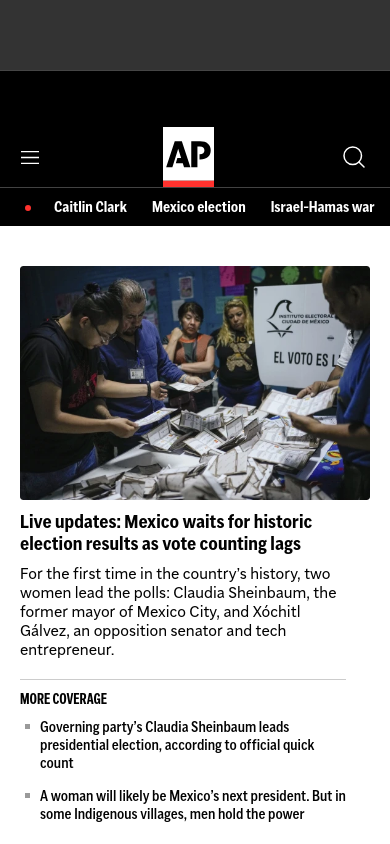 AP
Caitlin Clark Mexico election Israel-Hamas war
INSTITUTO ELECTORAL
CIUDAD DE MÉXICO
EL VOTO ES L
Live updates: Mexico waits for historic
election results as vote counting lags
For the first time in the country’s history, two
women lead the polls: Claudia Sheinbaum, the
former mayor of Mexico City, and Xóchitl
Gálvez, an opposition senator and tech
entrepreneur.
MORE COVERAGE
Governing party’s Claudia Sheinbaum leads
presidential election, according to official quick
count
A woman will likely be Mexico’s next president. But in
some Indigenous villages, men hold the power